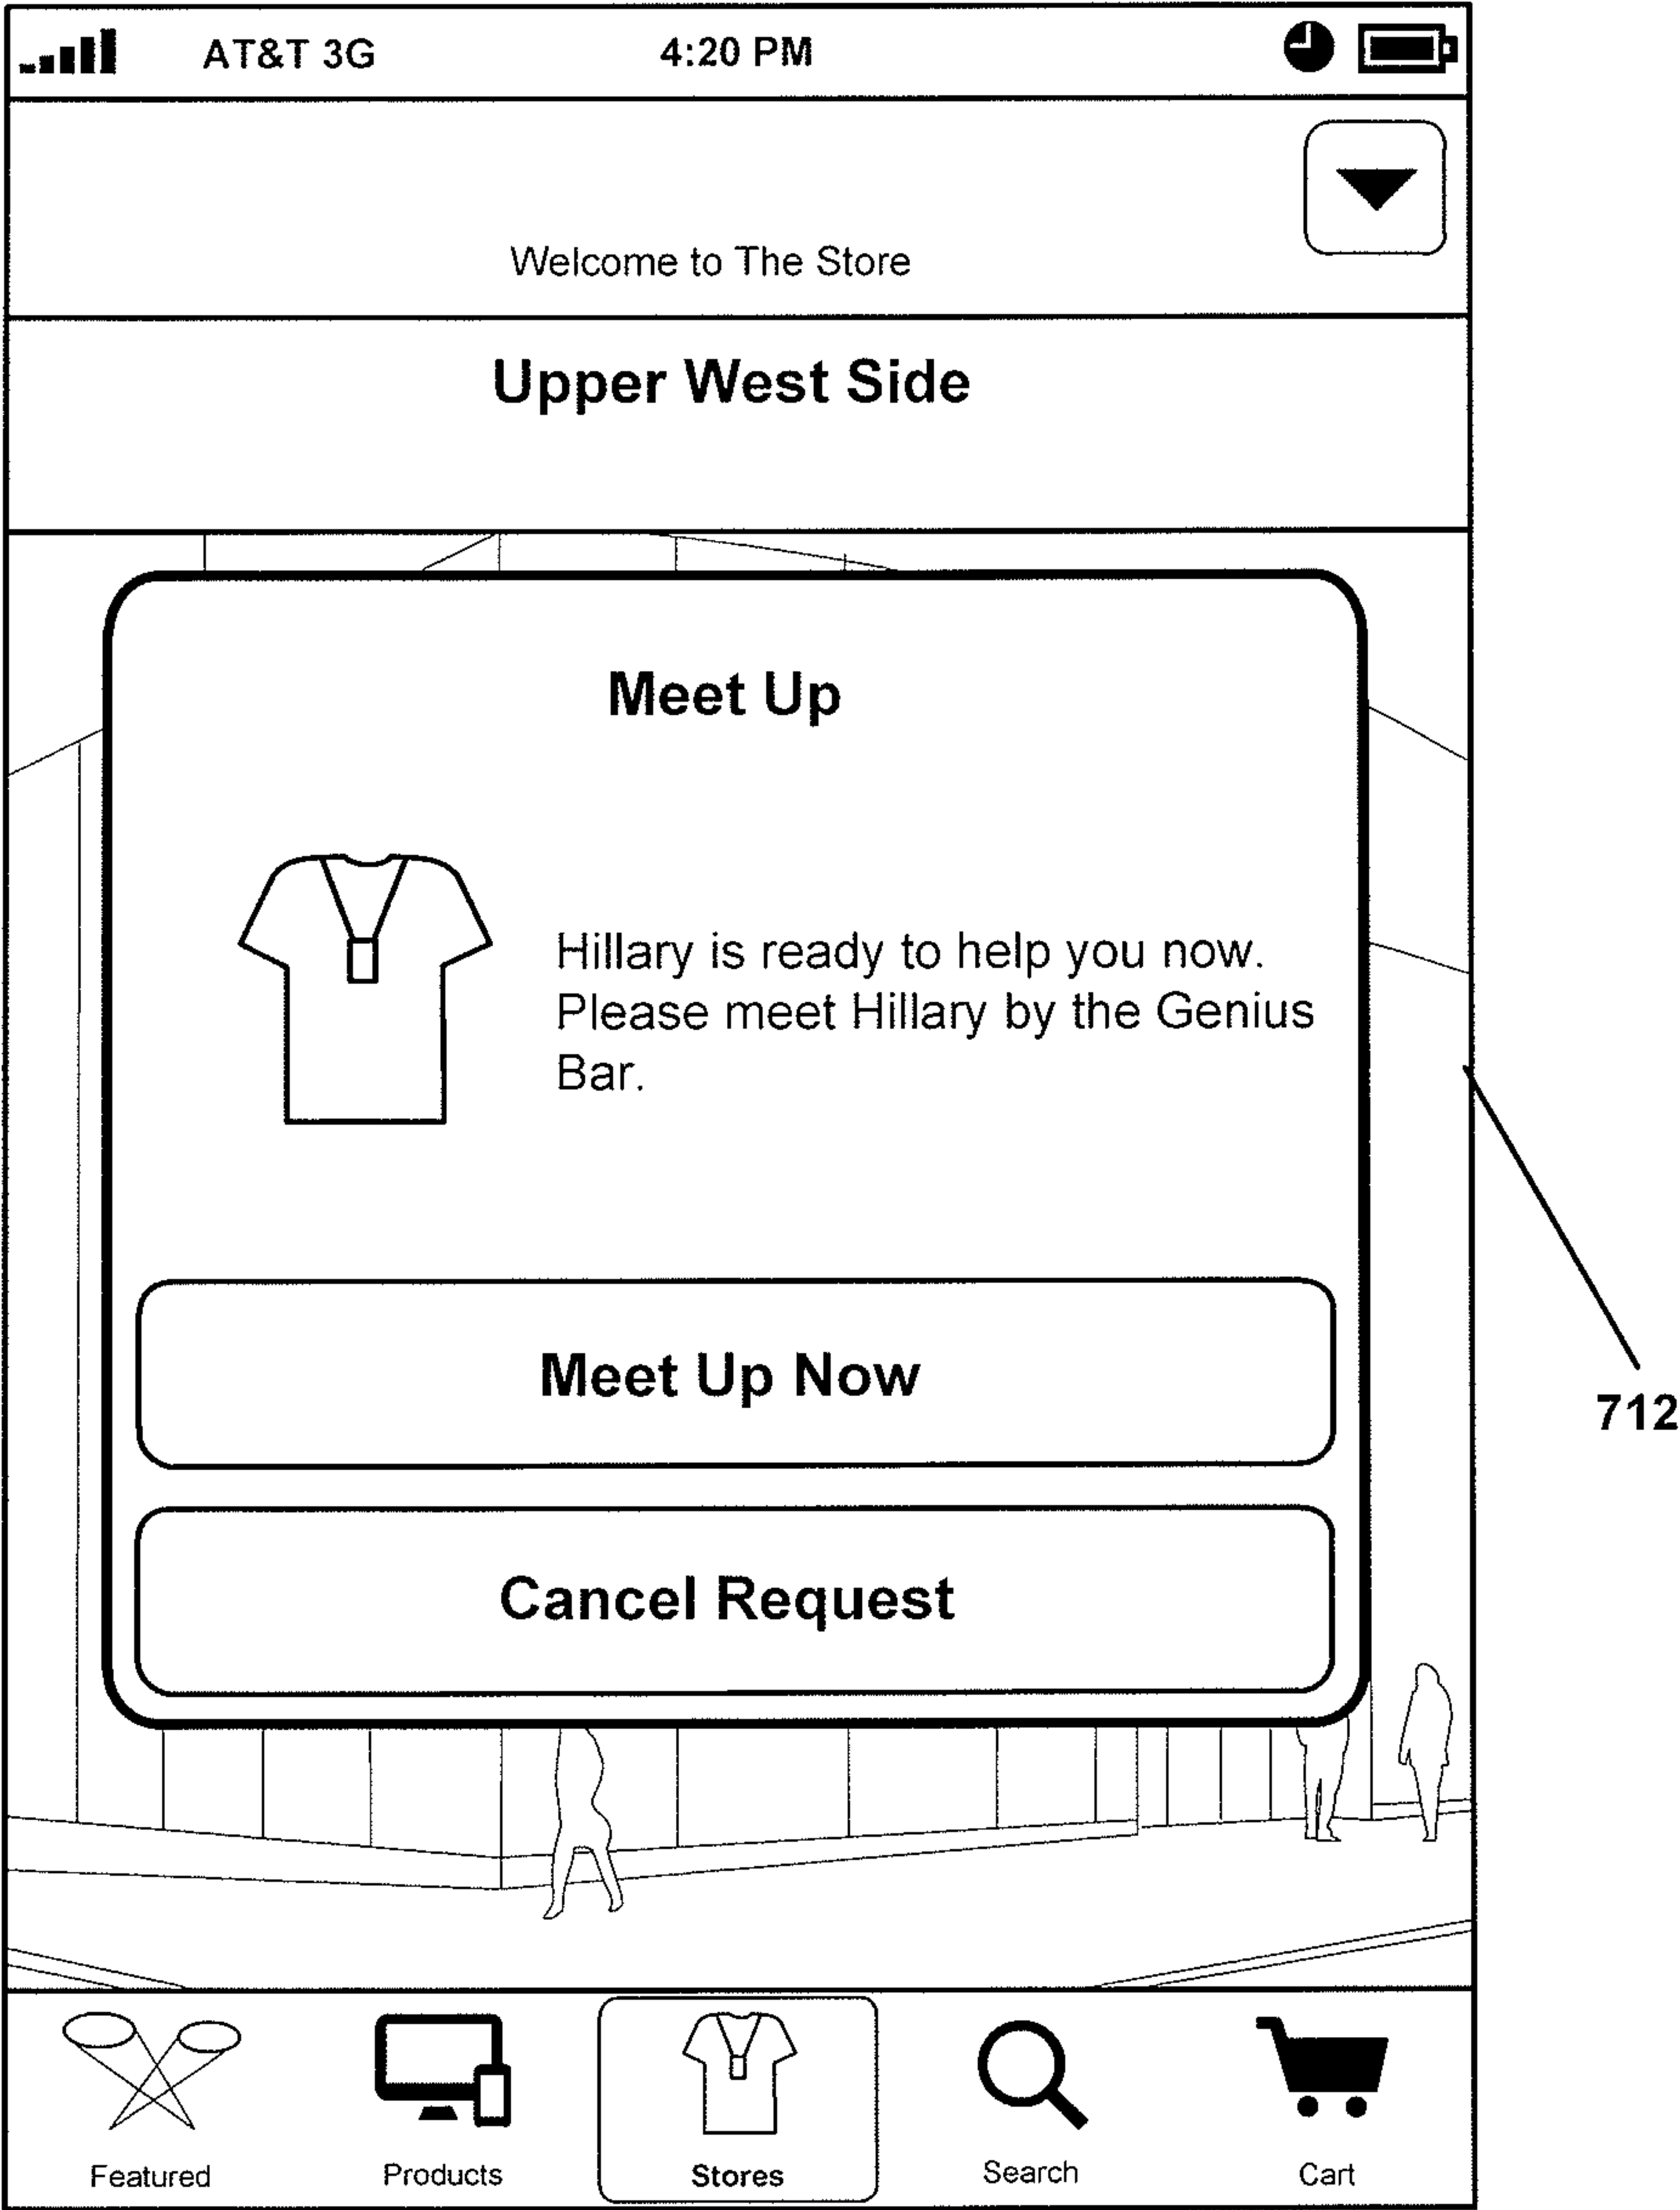 AT&T 3G 4:20 PM
Welcome to The Store
Upper West Side
Meet Up
Hillary is ready to help you now.
Please meet Hillary by the Genius
Bar.
Meet Up Now
712
Cancel Request
Featured Products Stores Search Cart